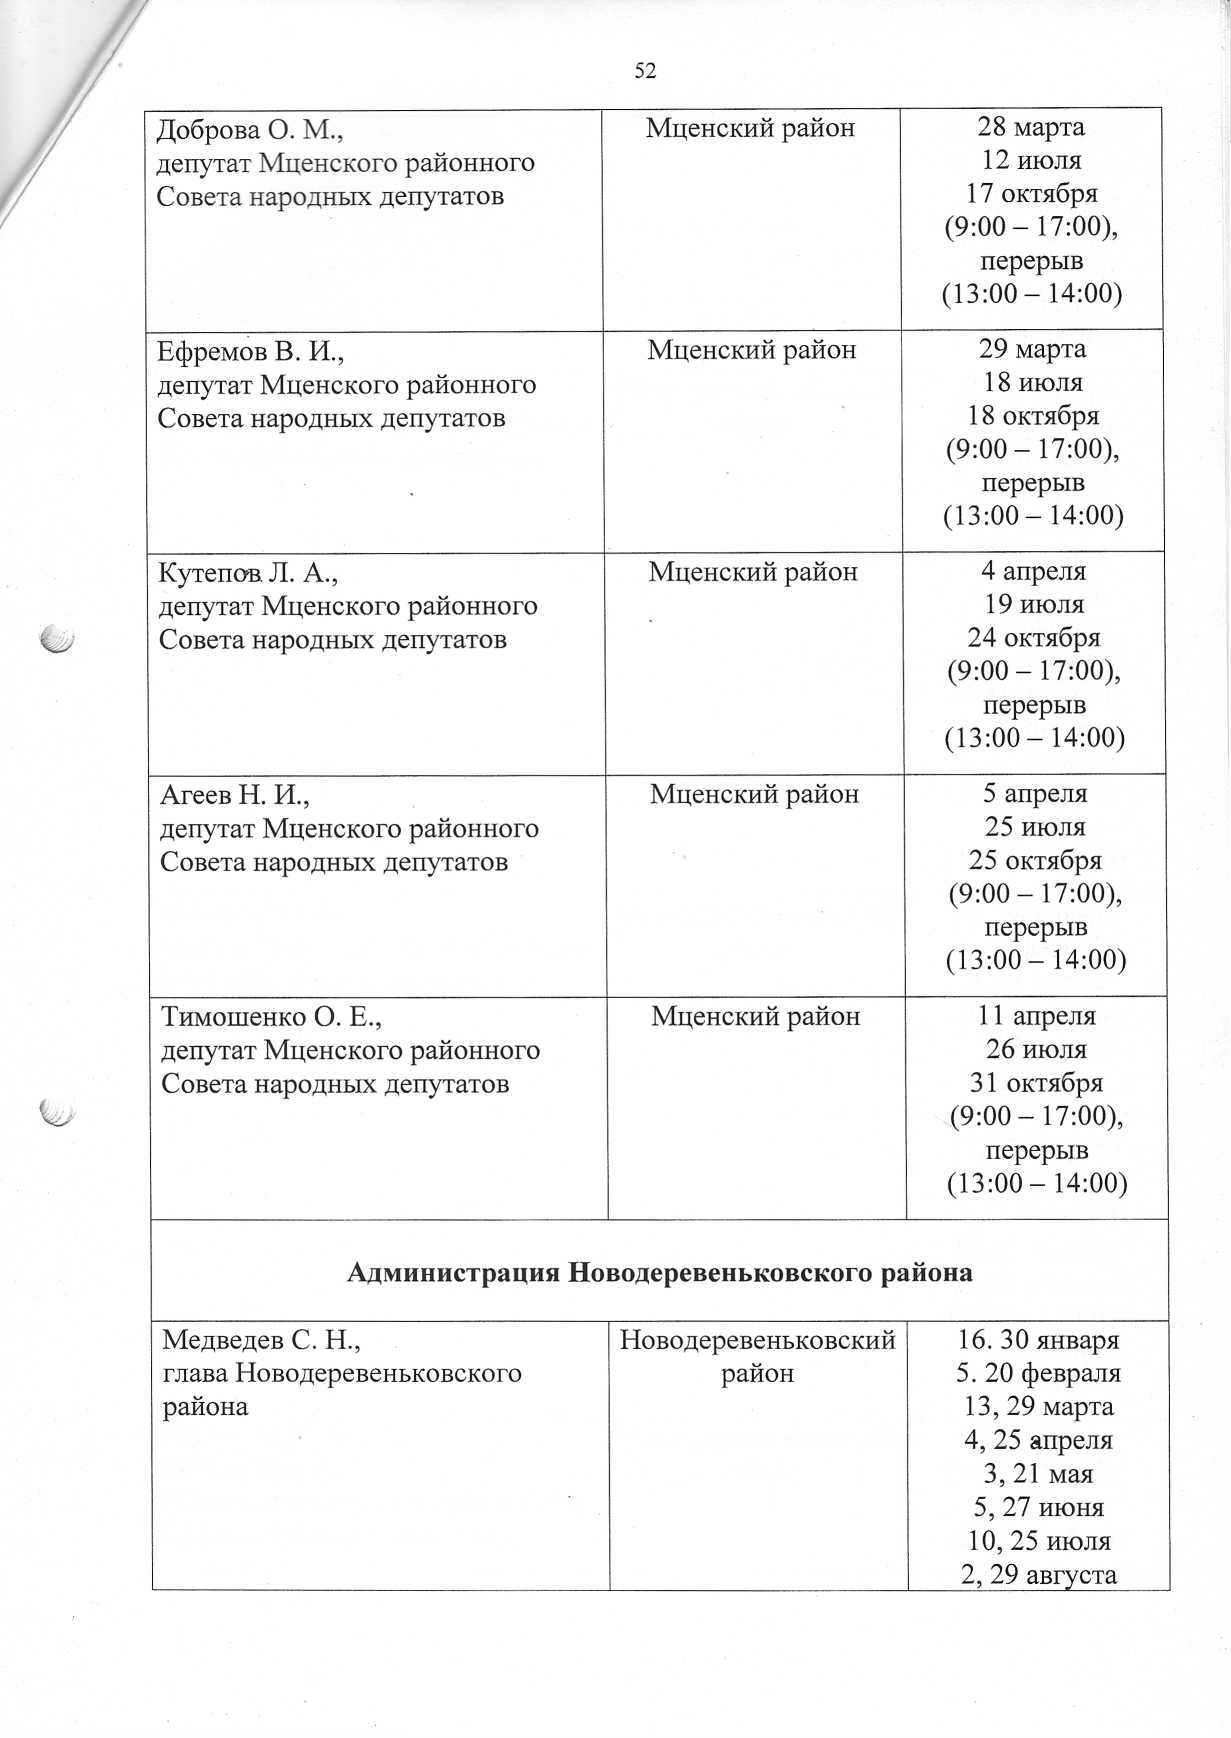 52
Доброва О. М.,
депутат Мценского районного
Совета народных депутатов
Мценский район
28 марта
12 июля
17 октября
(9:00 – 17:00),
перерыв
(13:00 – 14:00)
Ефремов В. И.,
депутат Мценского районного
Совета народных депутатов
Мценский район
29 марта
18 июля
18 октября
(9:00 – 17:00),
перерыв
(13:00 – 14:00)
Кутепов Л. А.,
депутат Мценского районного
Совета народных депутатов
Мценский район
4 апреля
19 июля
24 октября
(9:00 – 17:00),
перерыв
(13:00 – 14:00)
Агеев Н. И.,
депутат Мценского районного
Совета народных депутатов
Мценский район
5 апреля
25 июля
25 октября
(9:00 – 17:00),
перерыв
(13:00 – 14:00)
Тимошенко О. Е.,
депутат Мценского районного
Совета народных депутатов
Мценский район
11 апреля
26 июля
31 октября
(9:00 – 17:00),
перерыв
(13:00 – 14:00)
Администрация Новодеревеньковского района
Медведев С. Н.,
глава Новодеревеньковского
района
Новодеревеньковский
район
16. 30 января
5. 20 февраля
13, 29 марта
4, 25 апреля
3, 21 мая
5, 27 июня
10, 25 июля
2, 29 августа